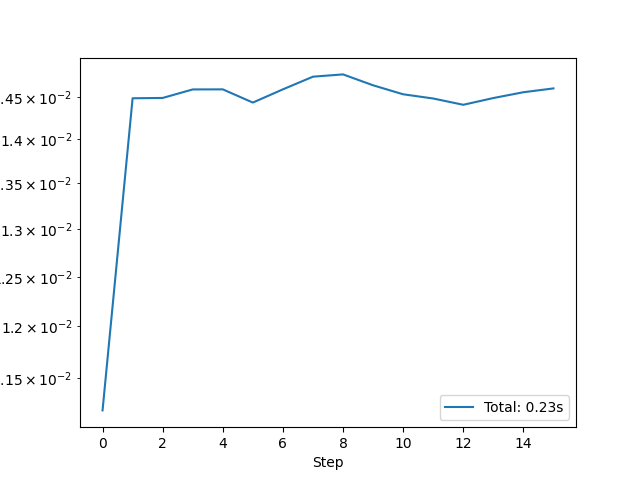 .45 × 10⁻²
1.4 × 10⁻²
.35 × 10⁻²
1.3 × 10⁻²
.25 × 10⁻²
1.2 × 10⁻²
.15 × 10⁻²
Total: 0.23s
0 2 4 6 8 10 12 14
Step